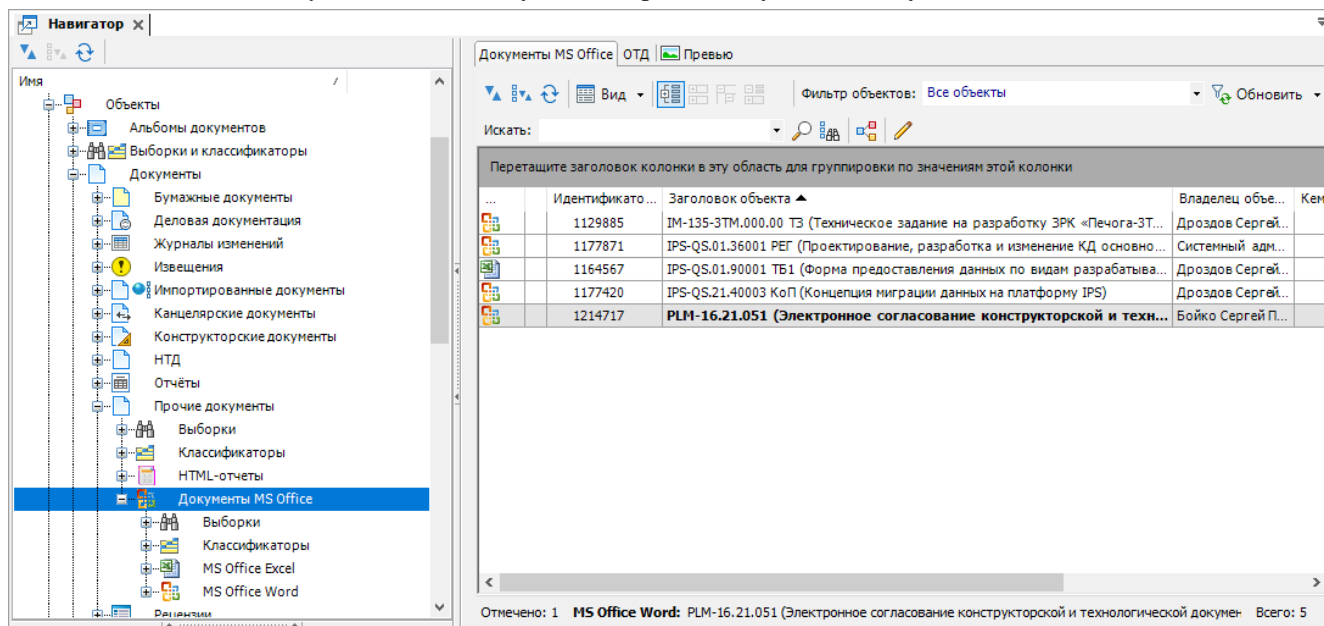 Навигатор
Имя
Объекты
Альбомы документов
Выборки и классификаторы
Документы
Бумажные документы
Деловая документация
Журналы изменений
Извещения
Импортированные документы
Канцелярские документы
Конструкторские документы
НТД
Отчёты
Прочие документы
Выборки
Классификаторы
HTML-отчеты
Документы MS Office
Выборки
Классификаторы
MS Office Excel
MS Office Word
Рецензии
Документы MS Office ОТД Превью
Вид Фильтр объектов: Все объекты Обновить
Искать:
Перетащите заголовок колонки в эту область для группировки по значениям этой колонки
... Идентификато... Заголовок объекта Владелец объе... Кем
1129885 IM-135-3ТМ.000.00 ТЗ (Техническое задание на разработку ЗРК «Печога-3Т... Дроздов Сергей...
1177871 IPS-QS.01.36001 РЕГ (Проектирование, разработка и изменение КД основно... Системный адм...
1164567 IPS-QS.01.90001 ТБ1 (Форма предоставления данных по видам разрабатыва... Дроздов Сергей...
1177420 IPS-QS.21.40003 КоП (Концепция миграции данных на платформу IPS) Дроздов Сергей...
1214717 PLM-16.21.051 (Электронное согласование конструкторской и техн... Бойко Сергей П...
Отмечено: 1 MS Office Word: PLM-16.21.051 (Электронное согласование конструкторской и технологической докумен Всего: 5